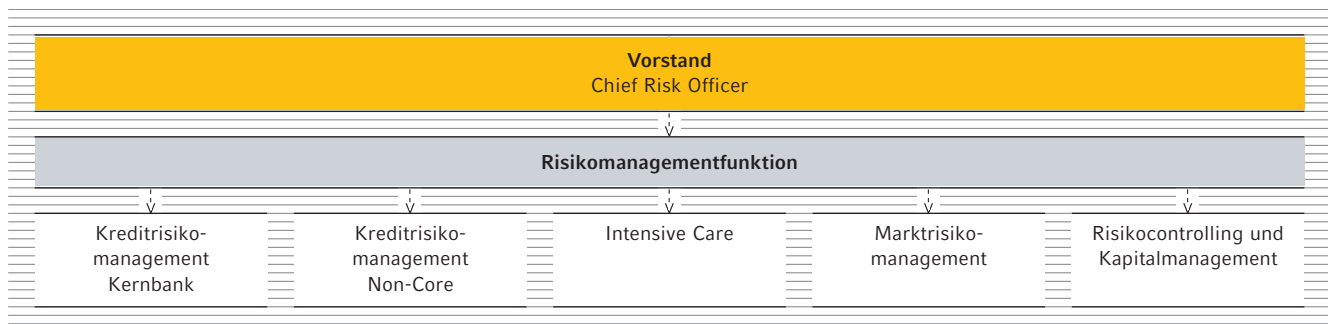 Vorstand
Chief Risk Officer
Risikomanagementfunktion
Kreditrisiko-
management
Kernbank
Kreditrisiko-
management
Non-Core
Intensive Care
Marktrisiko-
management
Risikocontrolling und
Kapitalmanagement